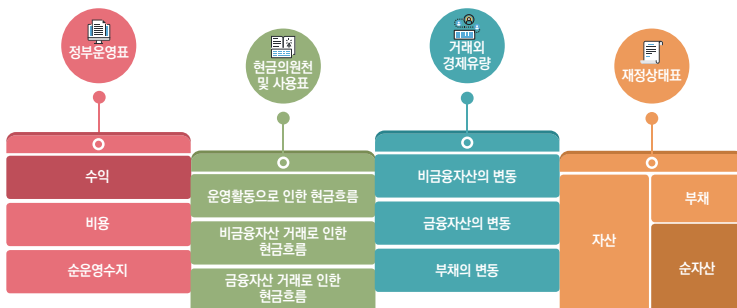 정부운영표
수익
비용
순운영수지
현금의원천
및 사용표
운영활동으로 인한 현금흐름
비금융자산 거래로 인한
현금흐름
금융자산 거래로 인한
현금흐름
거래외
경제유량
비금융자산의 변동
금융자산의 변동
부채의 변동
재정상태표
자산
부채
순자산